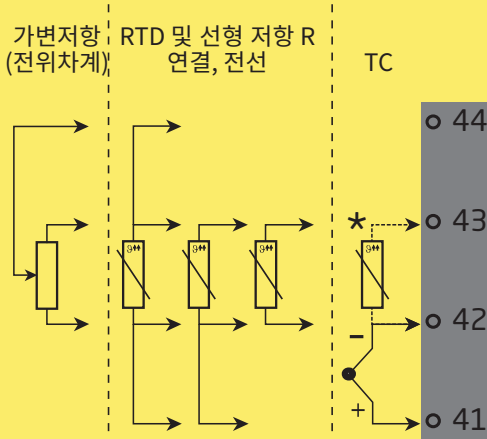 가변저항
(전위차계)
RTD 및 선형 저항 R
연결, 전선
TC
44
*
43
ϑ
ϑ
ϑ
ϑ
42
−
+
41